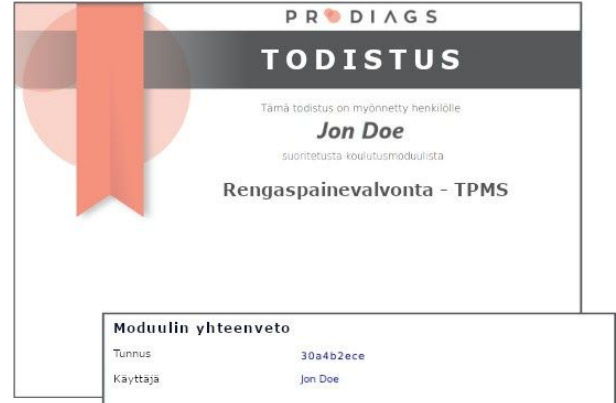 PRODIAGS
TODISTUS
Tämä todistus on myönnetty henkilölle
Jon Doe
suoritetusta koulutusmoduulista
Rengaspainevalvonta - TPMS
Moduulin yhteenveto
Tunnus 30a4b2ece
Käyttäjä Jon Doe